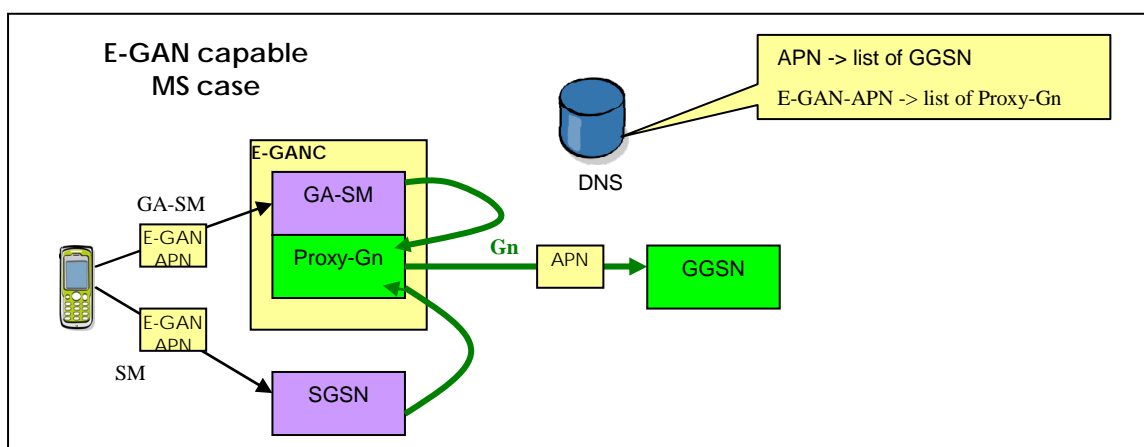 E-GAN capable
MS case
APN -> list of GGSN
E-GAN-APN -> list of Proxy-Gn
DNS
E-GANC
GA-SM
GA-SM
E-GAN
APN
Proxy-Gn
Gn
APN
GGSN
E-GAN
APN
SM
SGSN